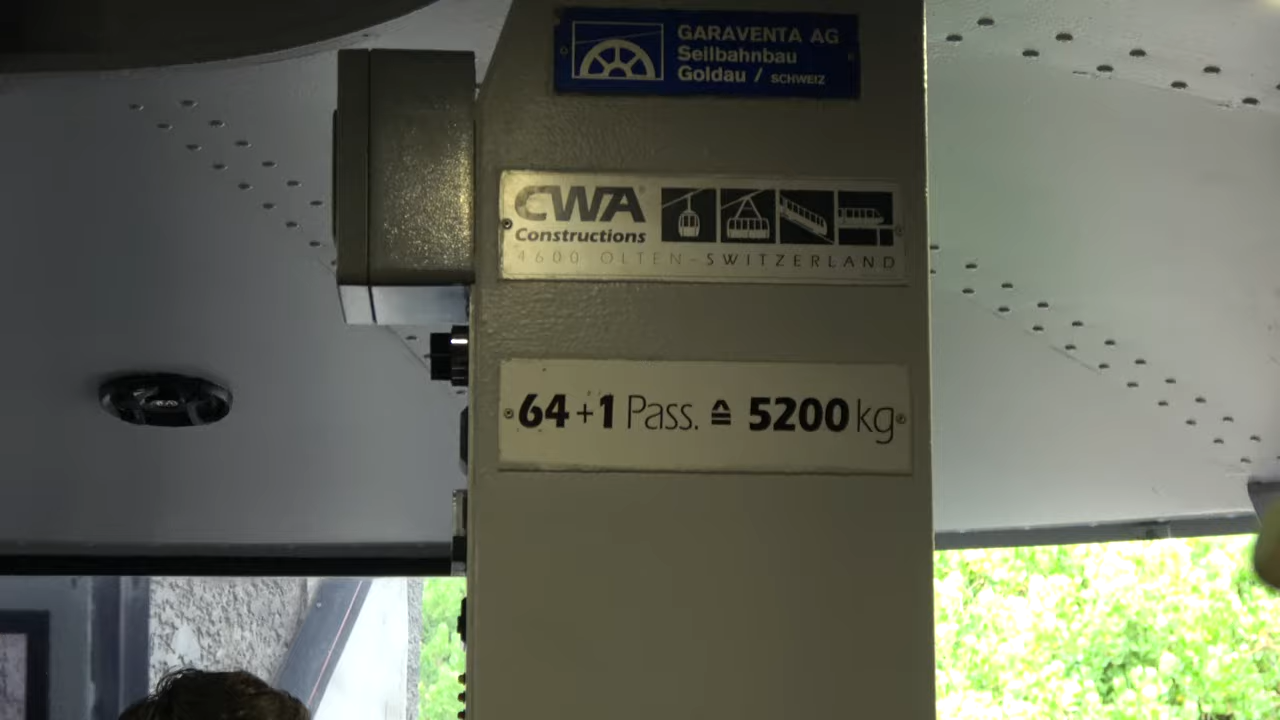 GARAVENTA AG
Seilbahnbau
Goldau / SCHWEIZ
CWA®
Constructions
4600 OLTEN-SWITZERLAND
64+1 Pass. ≙ 5200 kg